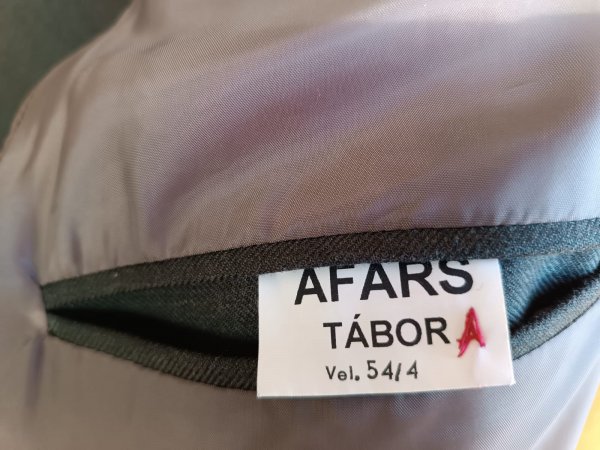 AFARS
TÁBOR A
Vel. 54/4